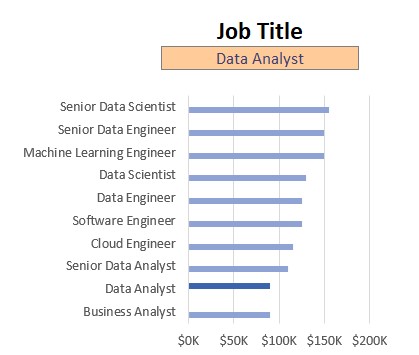 Job Title
Data Analyst
Senior Data Scientist
Senior Data Engineer
Machine Learning Engineer
Data Scientist
Data Engineer
Software Engineer
Cloud Engineer
Senior Data Analyst
Data Analyst
Business Analyst
$0K $50K $100K $150K $200K